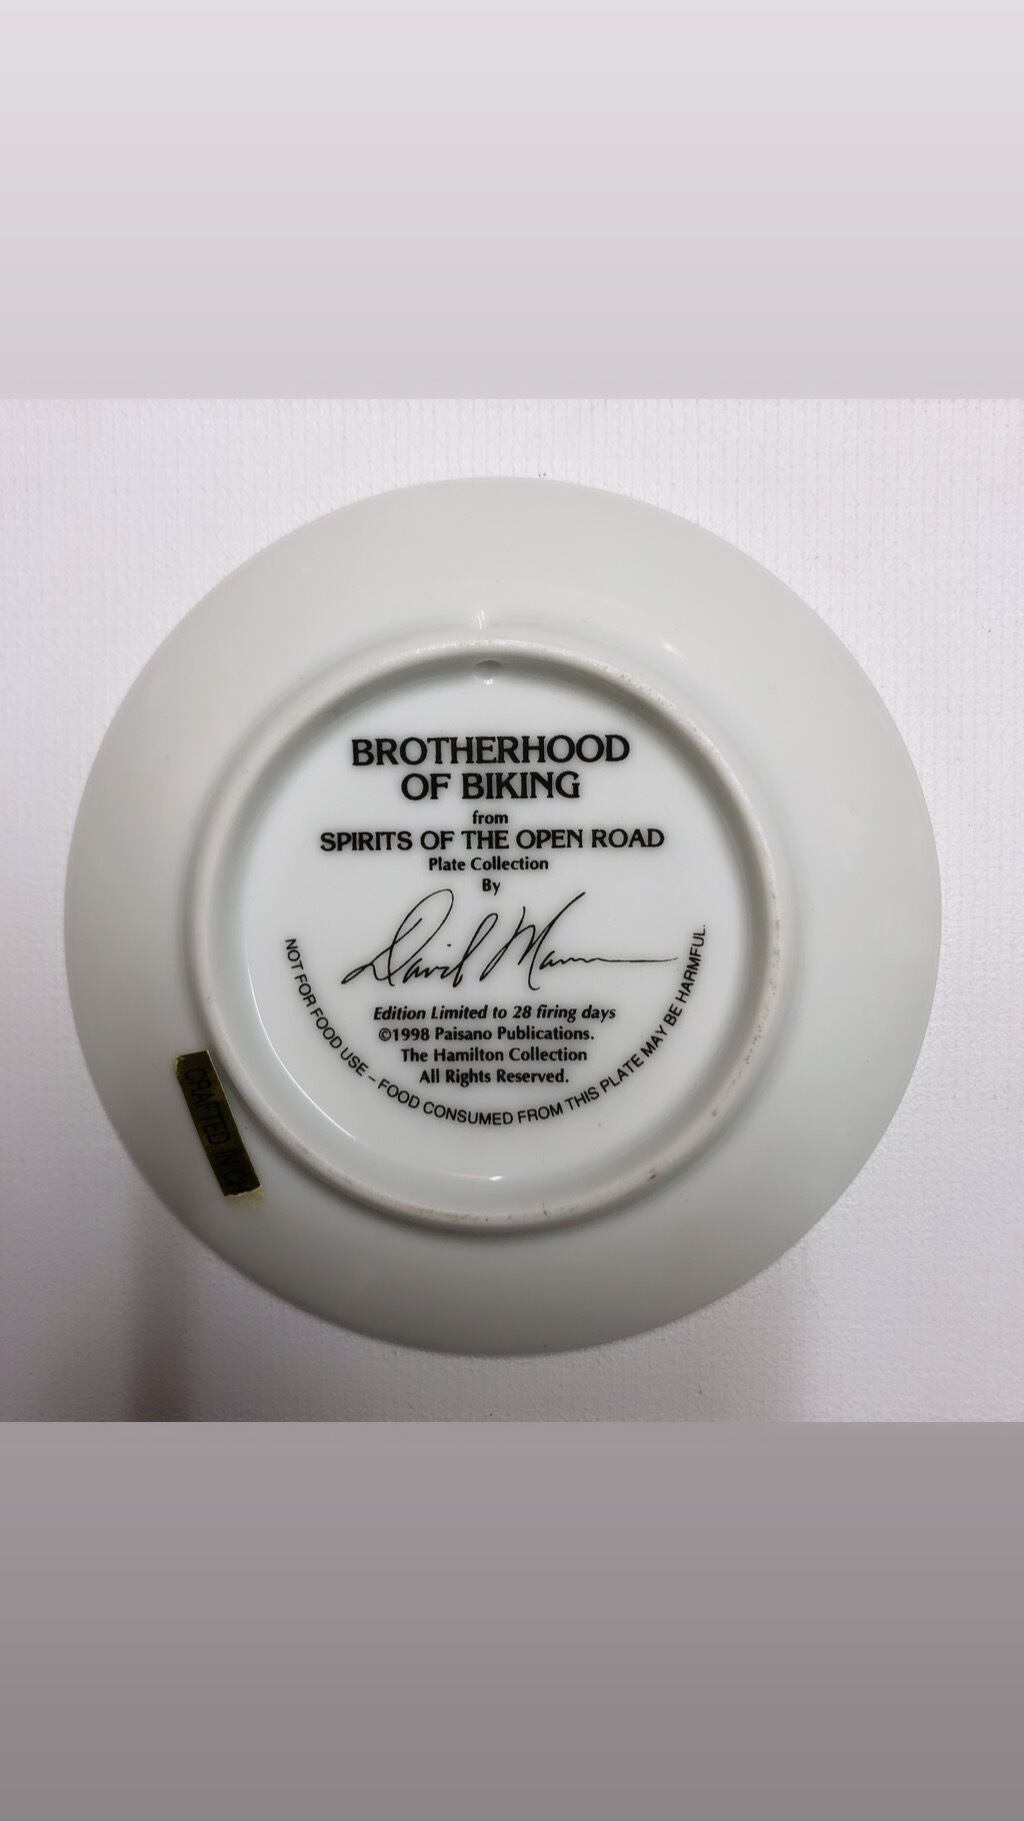 BROTHERHOOD
OF BIKING
from
SPIRITS OF THE OPEN ROAD
Plate Collection
By
David Mann
Edition Limited to 28 firing days
©1998 Paisano Publications.
The Hamilton Collection
All Rights Reserved.
NOT FOR FOOD USE – FOOD CONSUMED FROM THIS PLATE MAY BE HARMFUL.
CRAFTED IN